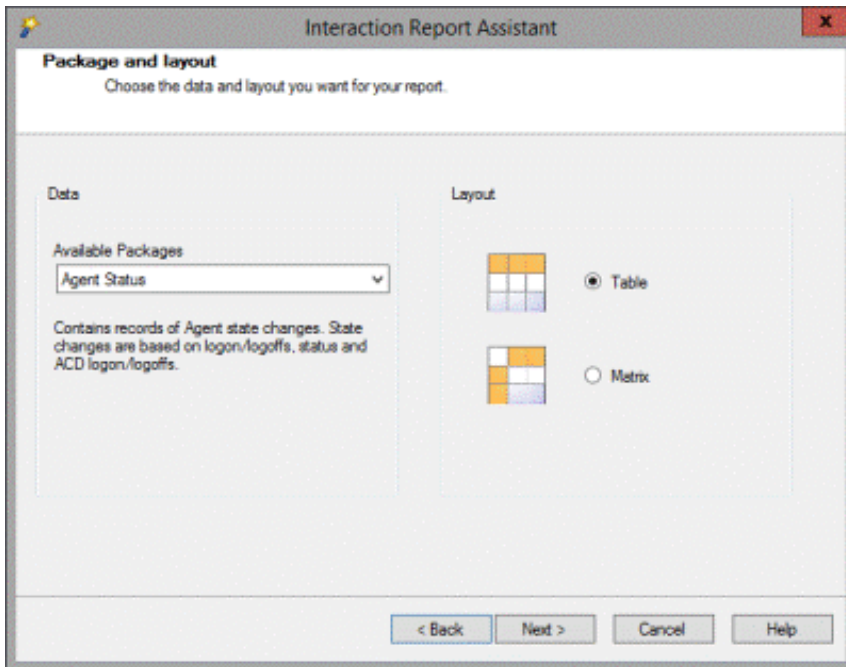 Interaction Report Assistant
Package and layout
Choose the data and layout you want for your report.
Data
Available Packages
Agent Status
Contains records of Agent state changes. State
changes are based on logon/logoffs, status and
ACD logon/logoffs.
Layout
Table
Matrix
< Back
Next >
Cancel
Help